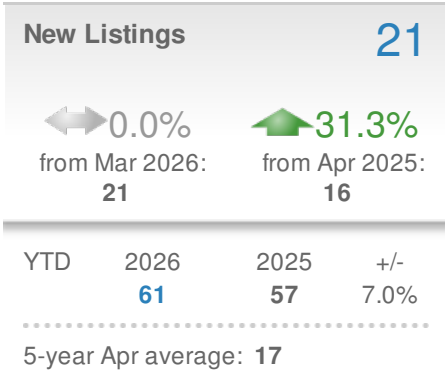 New Listings 21
0.0% 31.3%
from Mar 2026: from Apr 2025:
21 16
YTD 2026 2025 +/-
61 57 7.0%
5-year Apr average: 17